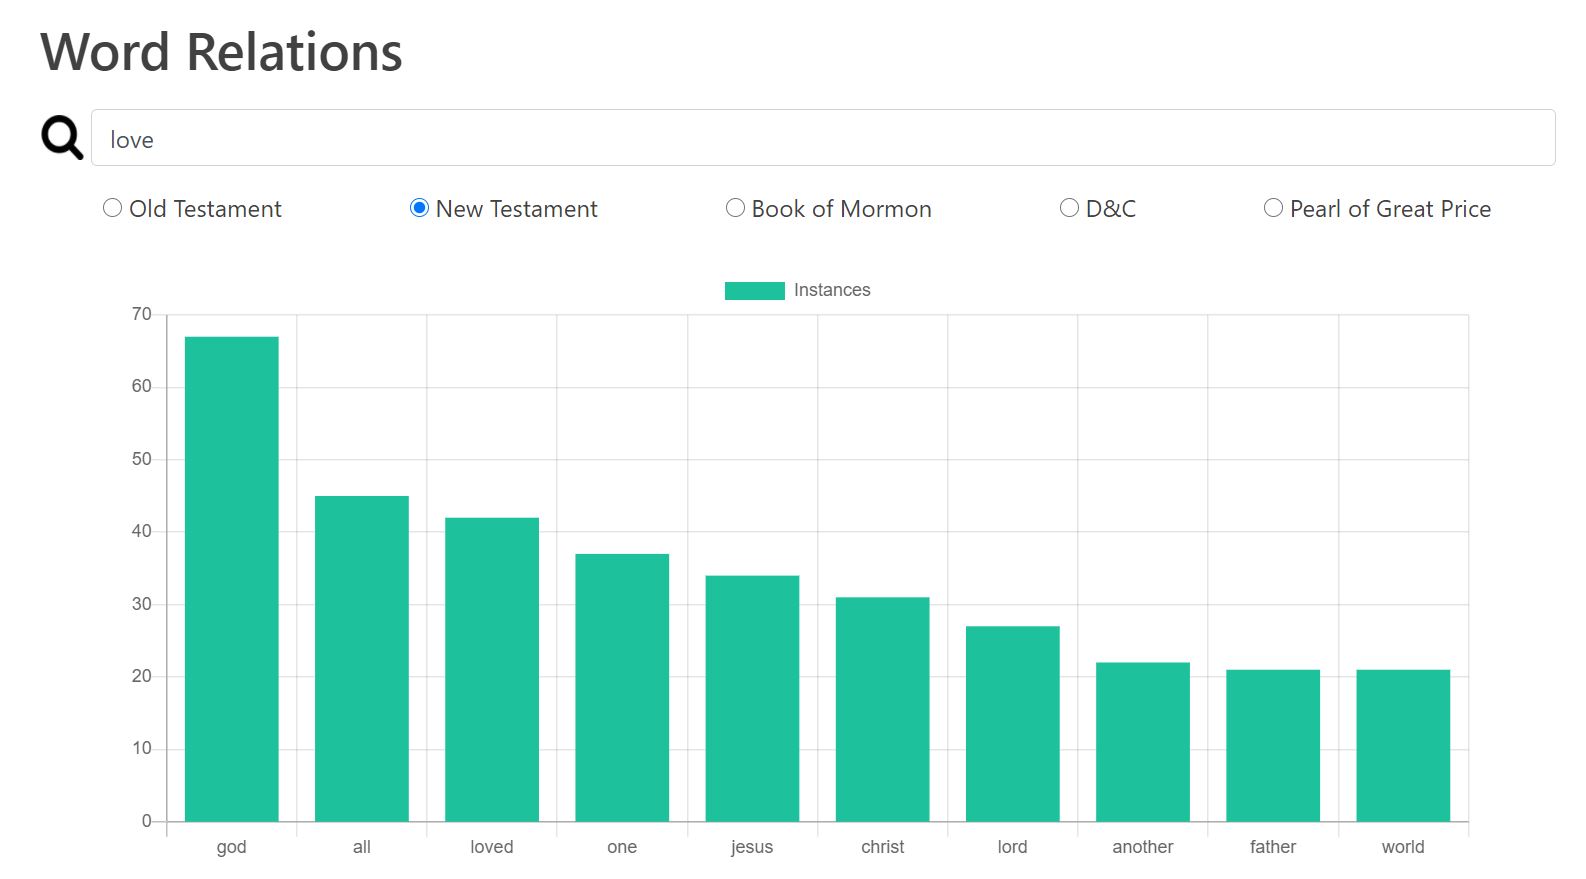 Word Relations
love
Old Testament New Testament Book of Mormon D&C Pearl of Great Price
Instances
70
60
50
40
30
20
10
0
god all loved one jesus christ lord another father world